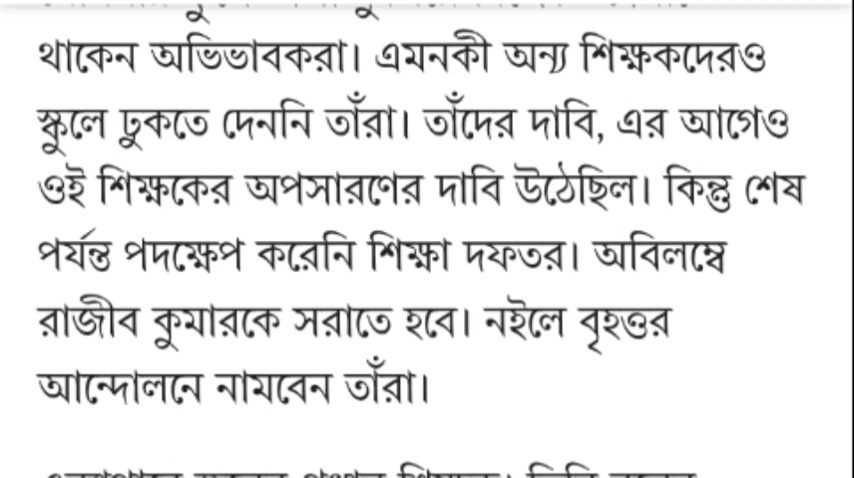 থাকেন অভিভাবকরা। এমনকী অন্য শিক্ষকদেরও
স্কুলে ঢুকতে দেননি তাঁরা। তাঁদের দাবি, এর আগেও
ওই শিক্ষকের অপসারণের দাবি উঠেছিল। কিন্তু শেষ
পর্যন্ত পদক্ষেপ করেনি শিক্ষা দফতর। অবিলম্বে
রাজীব কুমারকে সরাতে হবে। নইলে বৃহত্তর
আন্দোলনে নামবেন তাঁরা।